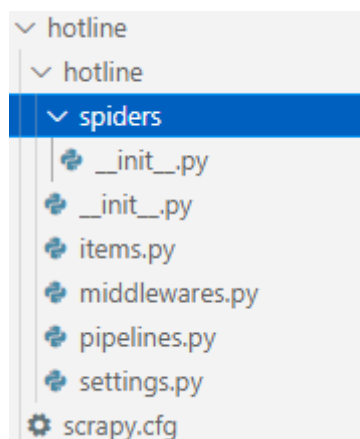 hotline
hotline
spiders
__init__.py
__init__.py
items.py
middlewares.py
pipelines.py
settings.py
scrapy.cfg